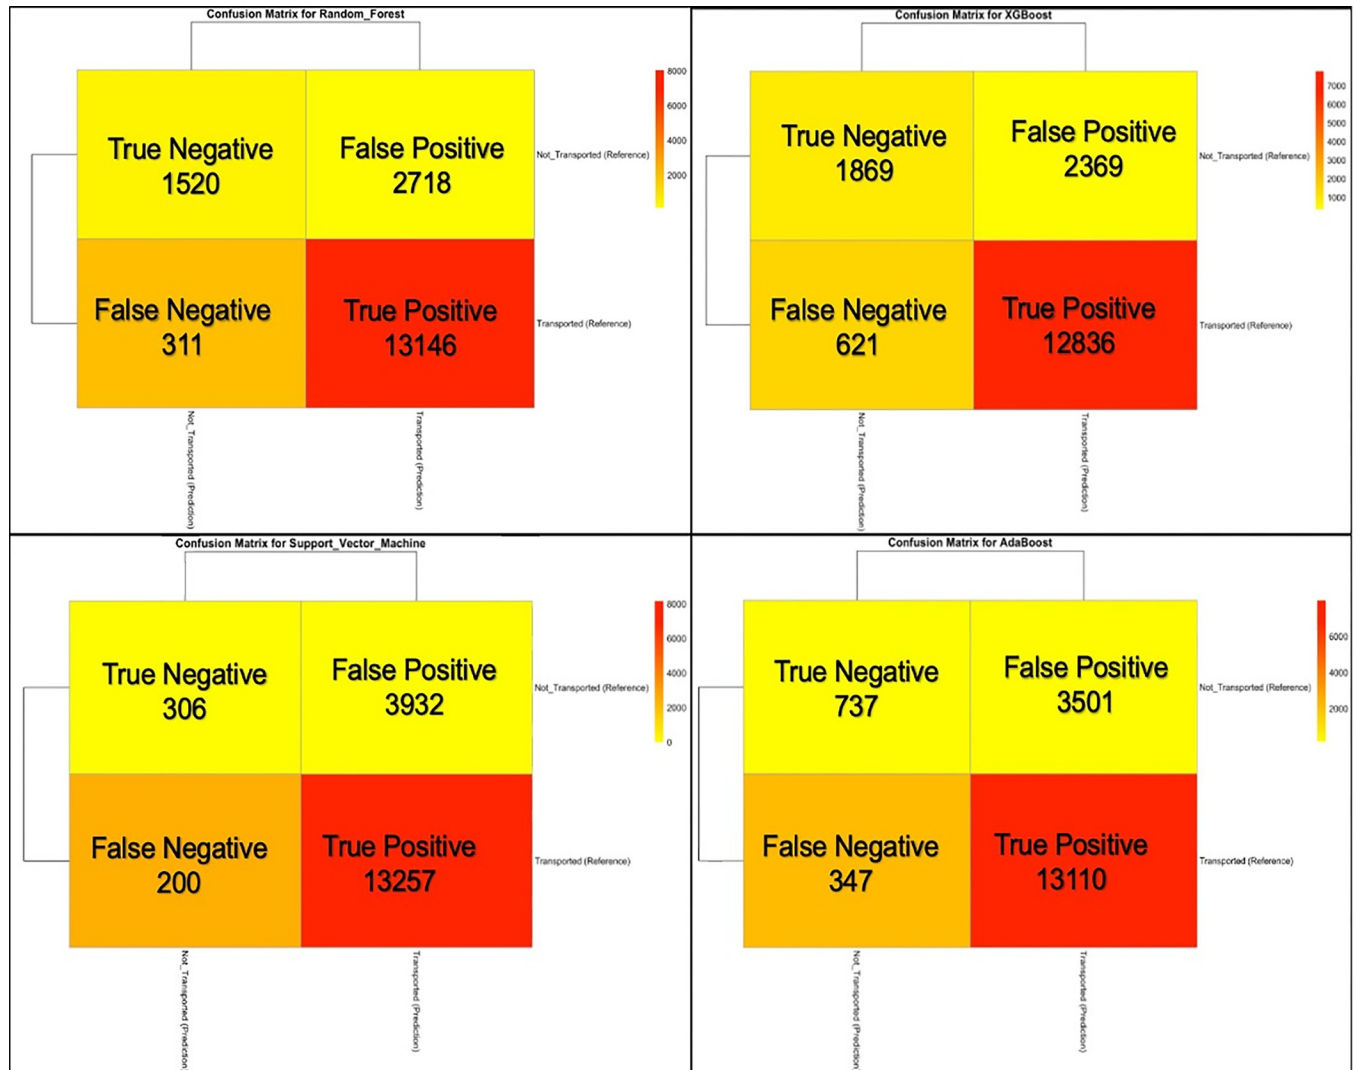 Confusion Matrix for Random_Forest
True Negative
1520
False Positive
2718
False Negative
311
True Positive
13146
Not_Transported (Reference)
Transported (Reference)
Not_Transported (Prediction)
Transported (Prediction)
8000
6000
4000
2000
Confusion Matrix for XGBoost
True Negative
1869
False Positive
2369
False Negative
621
True Positive
12836
Not_Transported (Reference)
Transported (Reference)
Not_Transported (Prediction)
Transported (Prediction)
7000
6000
5000
4000
3000
2000
1000
Confusion Matrix for Support_Vector_Machine
True Negative
306
False Positive
3932
False Negative
200
True Positive
13257
Not_Transported (Reference)
Transported (Reference)
Not_Transported (Prediction)
Transported (Prediction)
8000
6000
4000
2000
0
Confusion Matrix for AdaBoost
True Negative
737
False Positive
3501
False Negative
347
True Positive
13110
Not_Transported (Reference)
Transported (Reference)
Not_Transported (Prediction)
Transported (Prediction)
6000
4000
2000